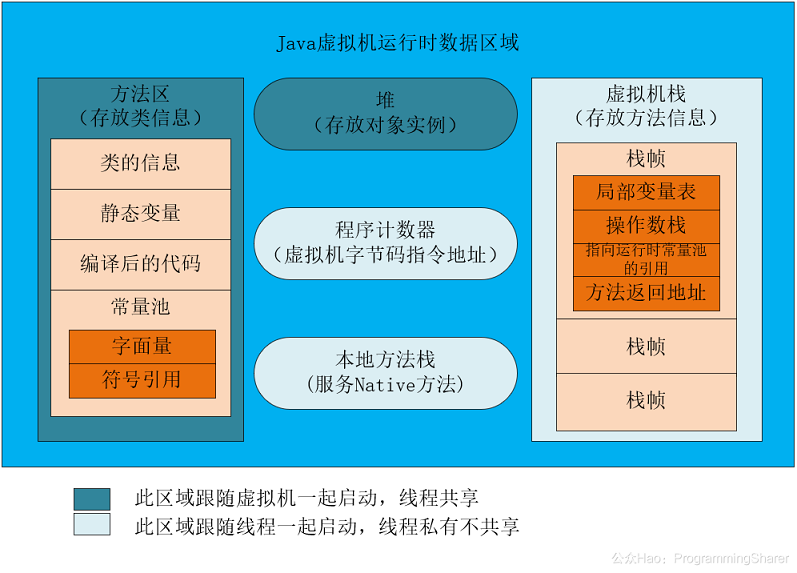 Java虚拟机运行时数据区域
方法区
（存放类信息）
类的信息
静态变量
编译后的代码
常量池
字面量
符号引用
堆
（存放对象实例）
程序计数器
（虚拟机字节码指令地址）
本地方法栈
(服务Native方法)
虚拟机栈
（存放方法信息）
栈帧
局部变量表
操作数栈
指向运行时常量池
的引用
方法返回地址
栈帧
栈帧
此区域跟随虚拟机一起启动，线程共享
此区域跟随线程一起启动，线程私有不共享
公众Hao：ProgrammingSharer